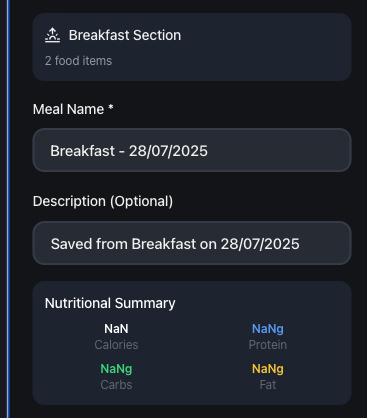 Breakfast Section
2 food items
Meal Name *
Breakfast - 28/07/2025
Description (Optional)
Saved from Breakfast on 28/07/2025
Nutritional Summary
NaN NaNg
Calories Protein
NaNg NaNg
Carbs Fat